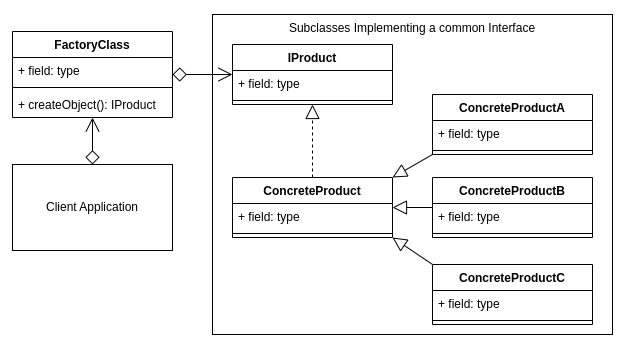 Subclasses Implementing a common Interface
FactoryClass
+ field: type
+ createObject(): IProduct
Client Application
IProduct
+ field: type
ConcreteProduct
+ field: type
ConcreteProductA
+ field: type
ConcreteProductB
+ field: type
ConcreteProductC
+ field: type